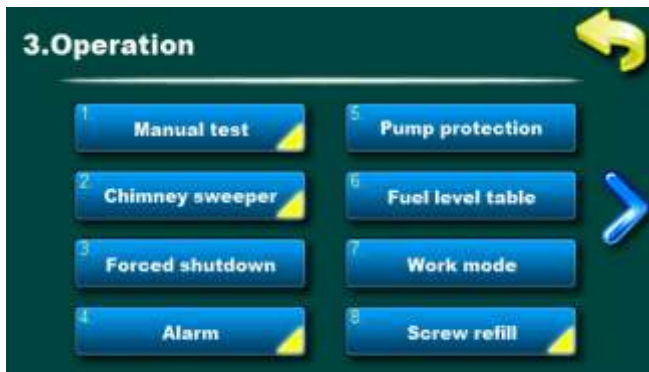 3.Operation
1. Manual test
2. Chimney sweeper
3 Forced shutdown
4. Alarm
5. Pump protection
6 Fuel level table
7 Work mode
8 Screw refill